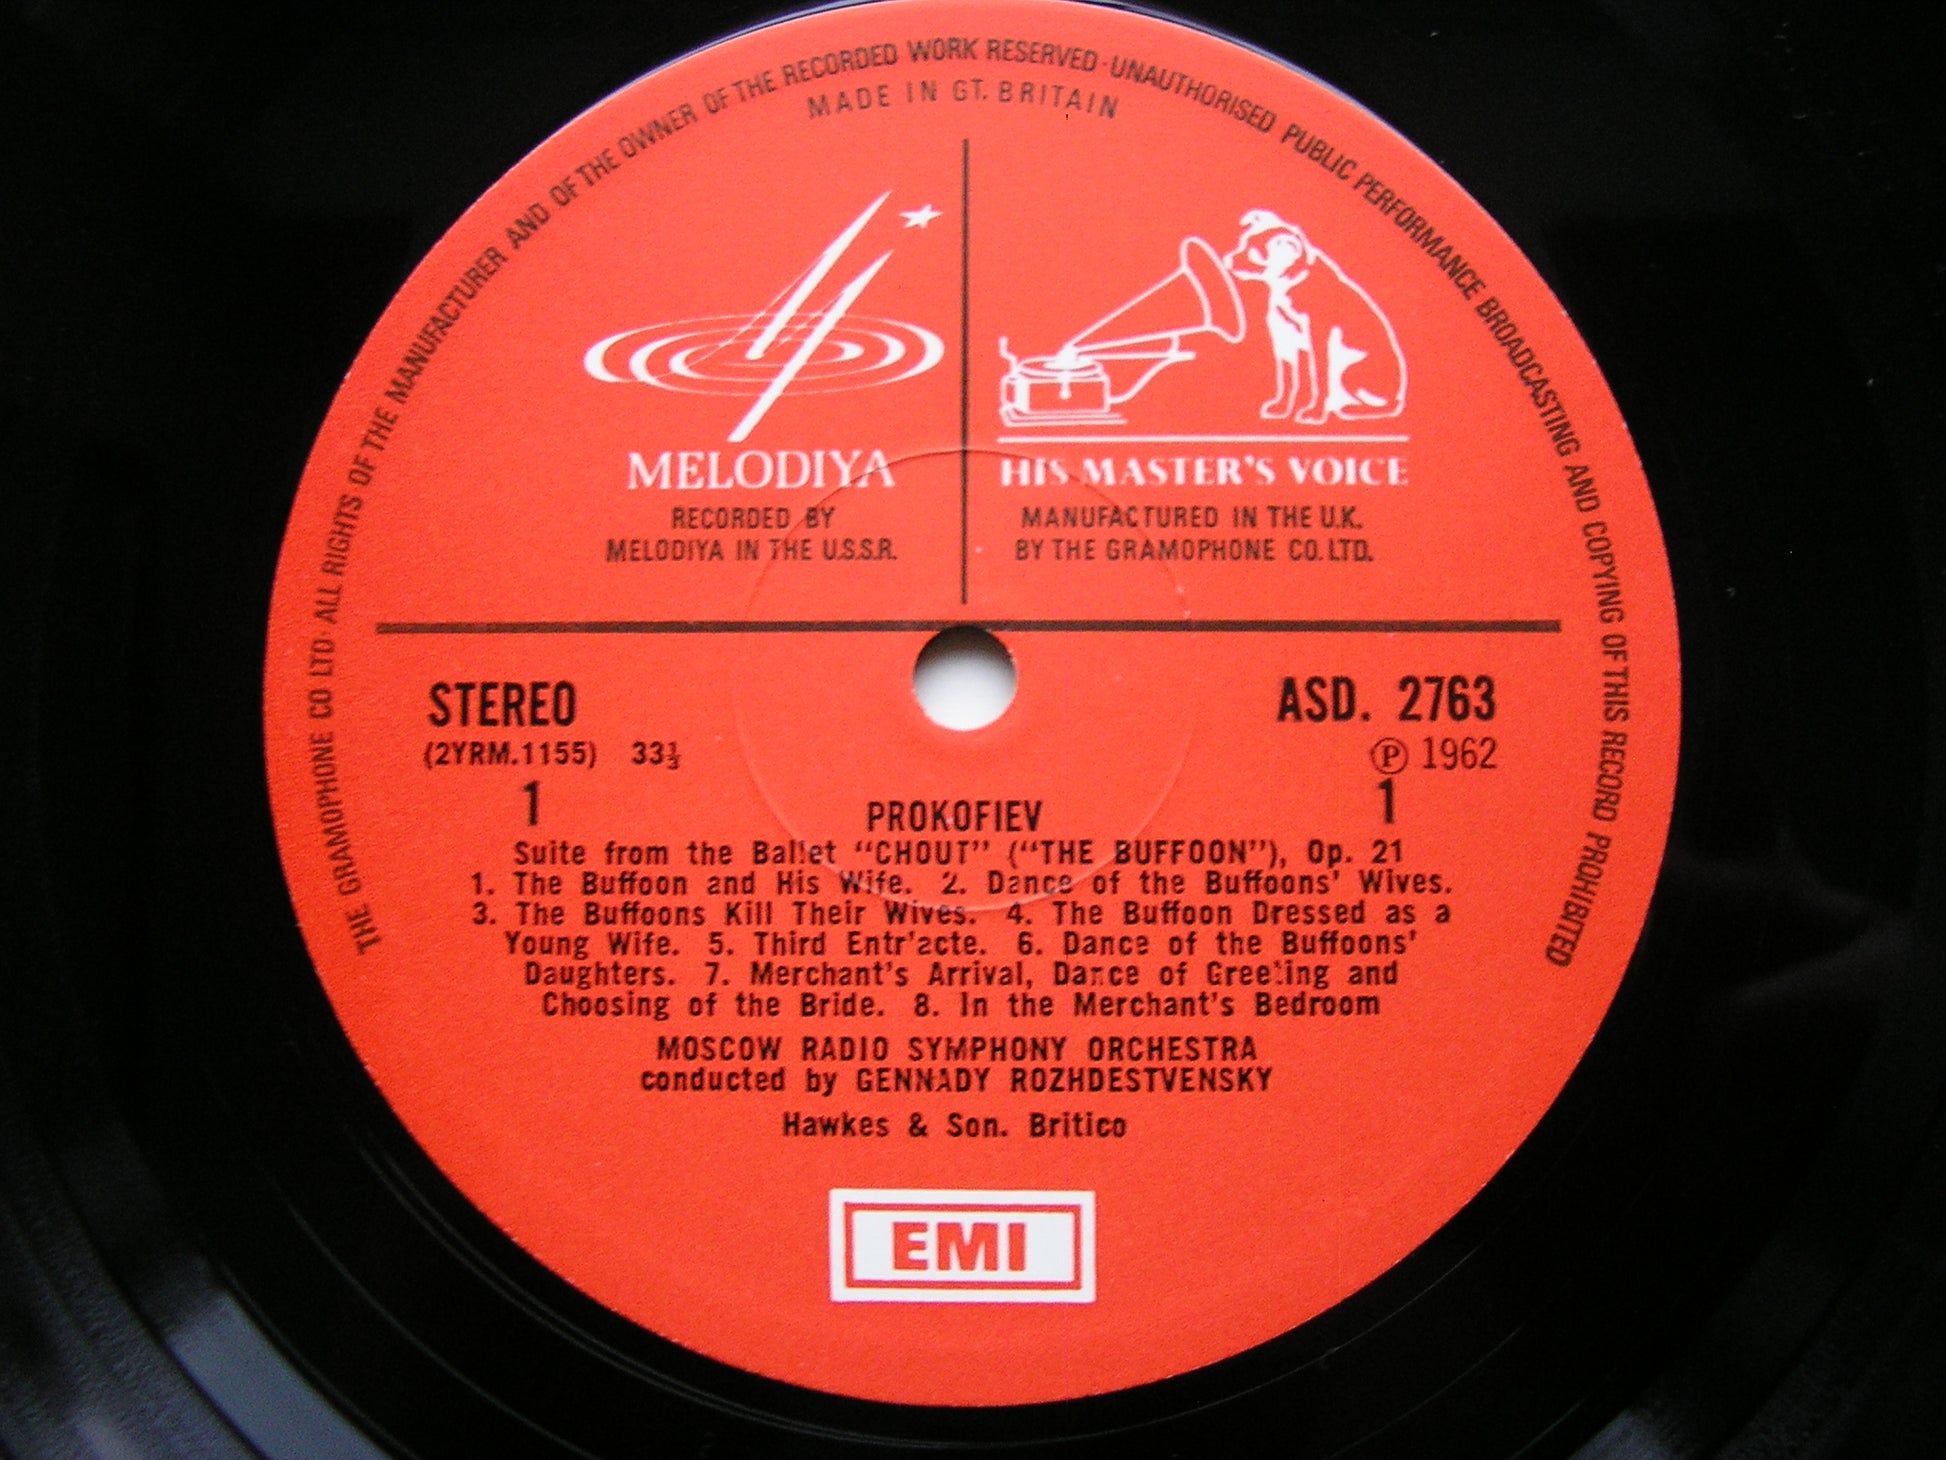 THE GRAMOPHONE CO LTD · ALL RIGHTS OF THE MANUFACTURER AND OF THE OWNER OF THE RECORDED WORK RESERVED · UNAUTHORISED PUBLIC PERFORMANCE BROADCASTING AND COPYING OF THIS RECORD PROHIBITED
MADE IN GT. BRITAIN
MELODIYA
RECORDED BY
MELODIYA IN THE U.S.S.R.
HIS MASTER'S VOICE
MANUFACTURED IN THE U.K.
BY THE GRAMOPHONE CO. LTD.
STEREO
(2YRM.1155) 33⅓
1
ASD. 2763
Ⓟ 1962
1
PROKOFIEV
Suite from the Ballet “CHOUT” (“THE BUFFOON”), Op. 21
1. The Buffoon and His Wife. 2. Dance of the Buffoons' Wives.
3. The Buffoons Kill Their Wives. 4. The Buffoon Dressed as a
Young Wife. 5. Third Entr'acte. 6. Dance of the Buffoons'
Daughters. 7. Merchant's Arrival, Dance of Greeting and
Choosing of the Bride. 8. In the Merchant's Bedroom
MOSCOW RADIO SYMPHONY ORCHESTRA
conducted by GENNADY ROZHDESTVENSKY
Hawkes & Son. Britico
EMI